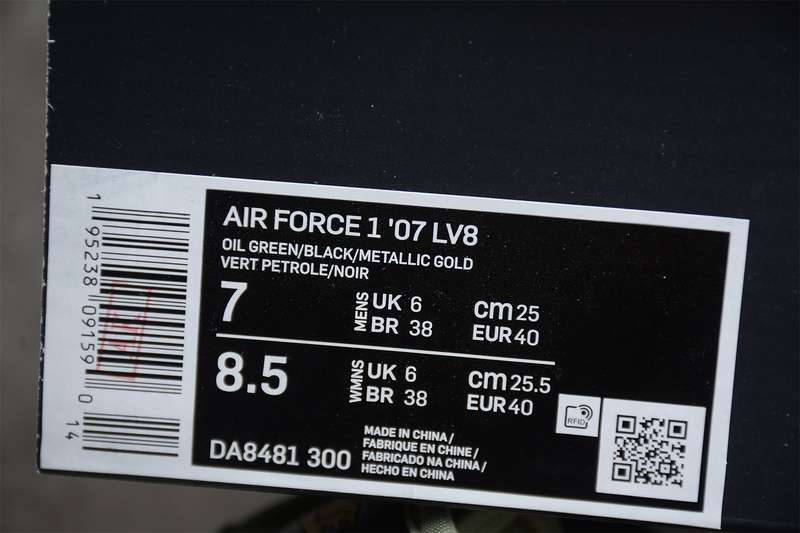 AIR FORCE 1 '07 LV8
OIL GREEN/BLACK/METALLIC GOLD
VERT PETROLE/NOIR
7 MENS UK 6 cm 25
BR 38 EUR 40
8.5 WMNS UK 6 cm 25.5
BR 38 EUR 40
RFID
DA8481 300
MADE IN CHINA/
FABRIQUE EN CHINE/
FABRICADO NA CHINA/
HECHO EN CHINA
1 95238 09159 0
14